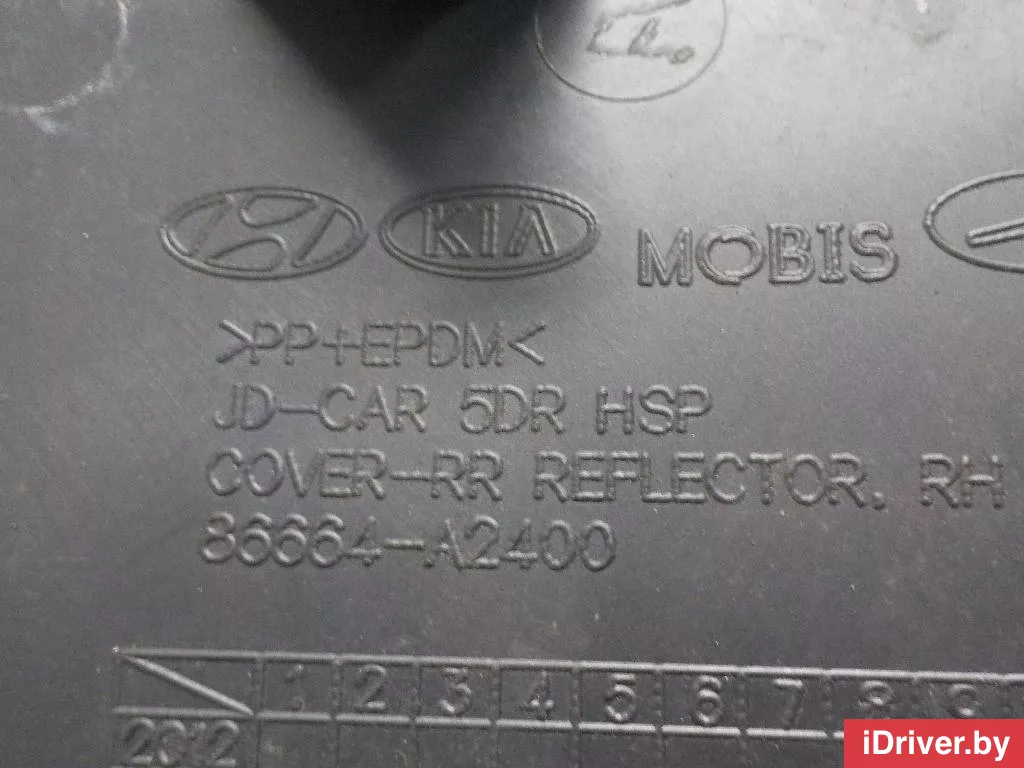 KIA MOBIS
>PP+EPDM<
JD-CAR 5DR HSP
COVER-RR REFLECTOR, RH
86664-A2400
1 2 3 4 5 6 7 8 9
2012
iDriver.by